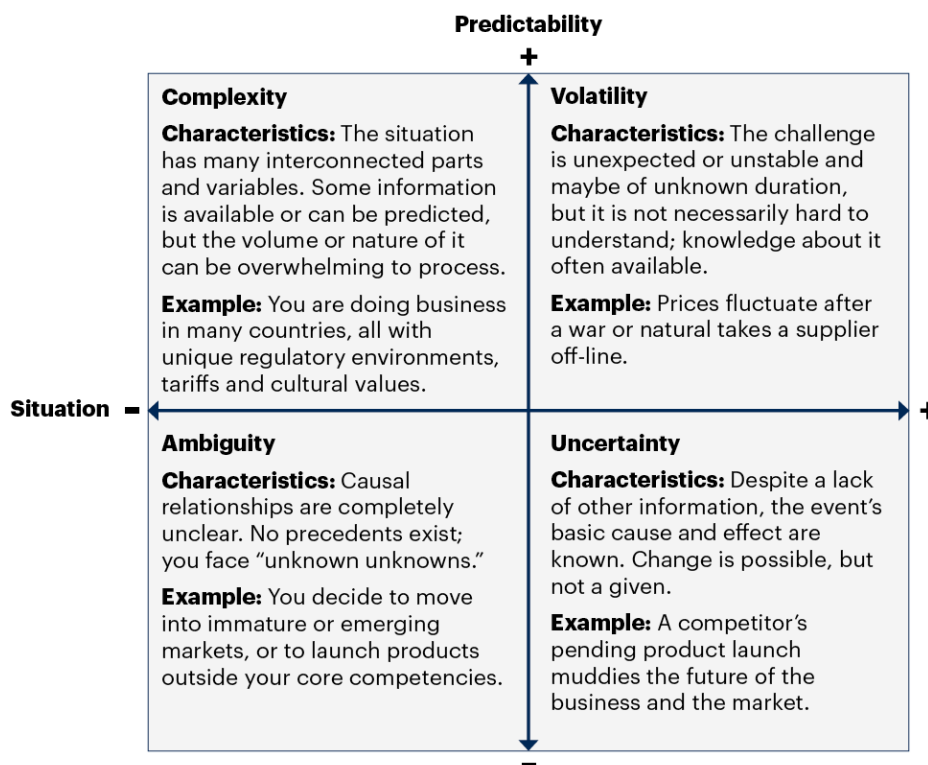 Predictability
+
Complexity
Characteristics: The situation
has many interconnected parts
and variables. Some information
is available or can be predicted,
but the volume or nature of it
can be overwhelming to process.
Example: You are doing business
in many countries, all with
unique regulatory environments,
tariffs and cultural values.
Volatility
Characteristics: The challenge
is unexpected or unstable and
maybe of unknown duration,
but it is not necessarily hard to
understand; knowledge about it
often available.
Example: Prices fluctuate after
a war or natural takes a supplier
off-line.
Situation - +
Ambiguity
Characteristics: Causal
relationships are completely
unclear. No precedents exist;
you face “unknown unknowns.”
Example: You decide to move
into immature or emerging
markets, or to launch products
outside your core competencies.
Uncertainty
Characteristics: Despite a lack
of other information, the event’s
basic cause and effect are
known. Change is possible, but
not a given.
Example: A competitor’s
pending product launch
muddies the future of the
business and the market.
-